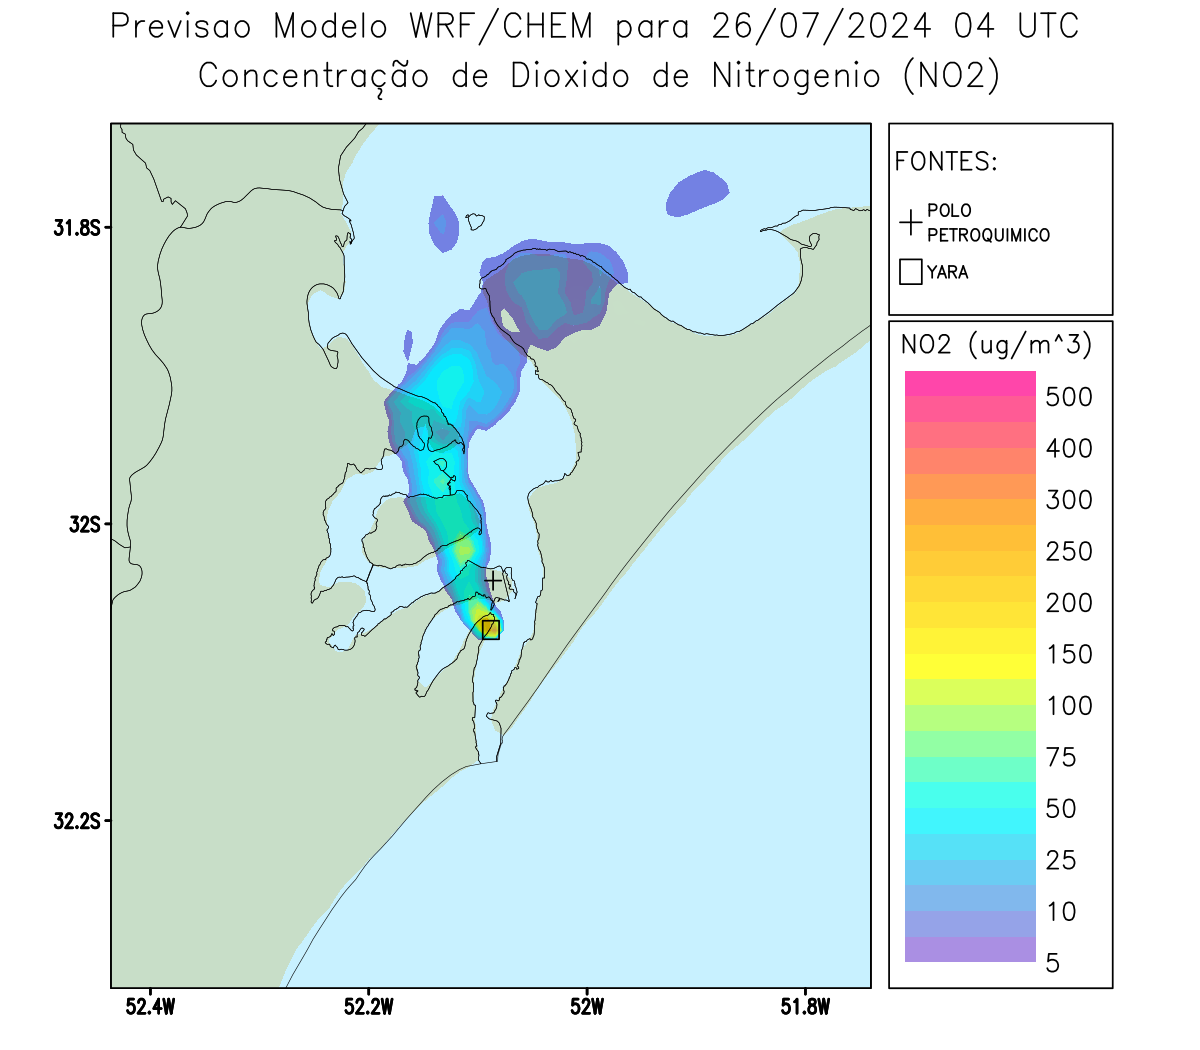 Previsao Modelo WRF/CHEM para 26/07/2024 04 UTC
Concentração de Dioxido de Nitrogenio (NO2)
FONTES:
POLO
PETROQUIMICO
YARA
NO2 (ug/m^3)
500
400
300
250
200
150
100
75
50
25
10
5
31.8S
32S
32.2S
52.4W
52.2W
52W
51.8W